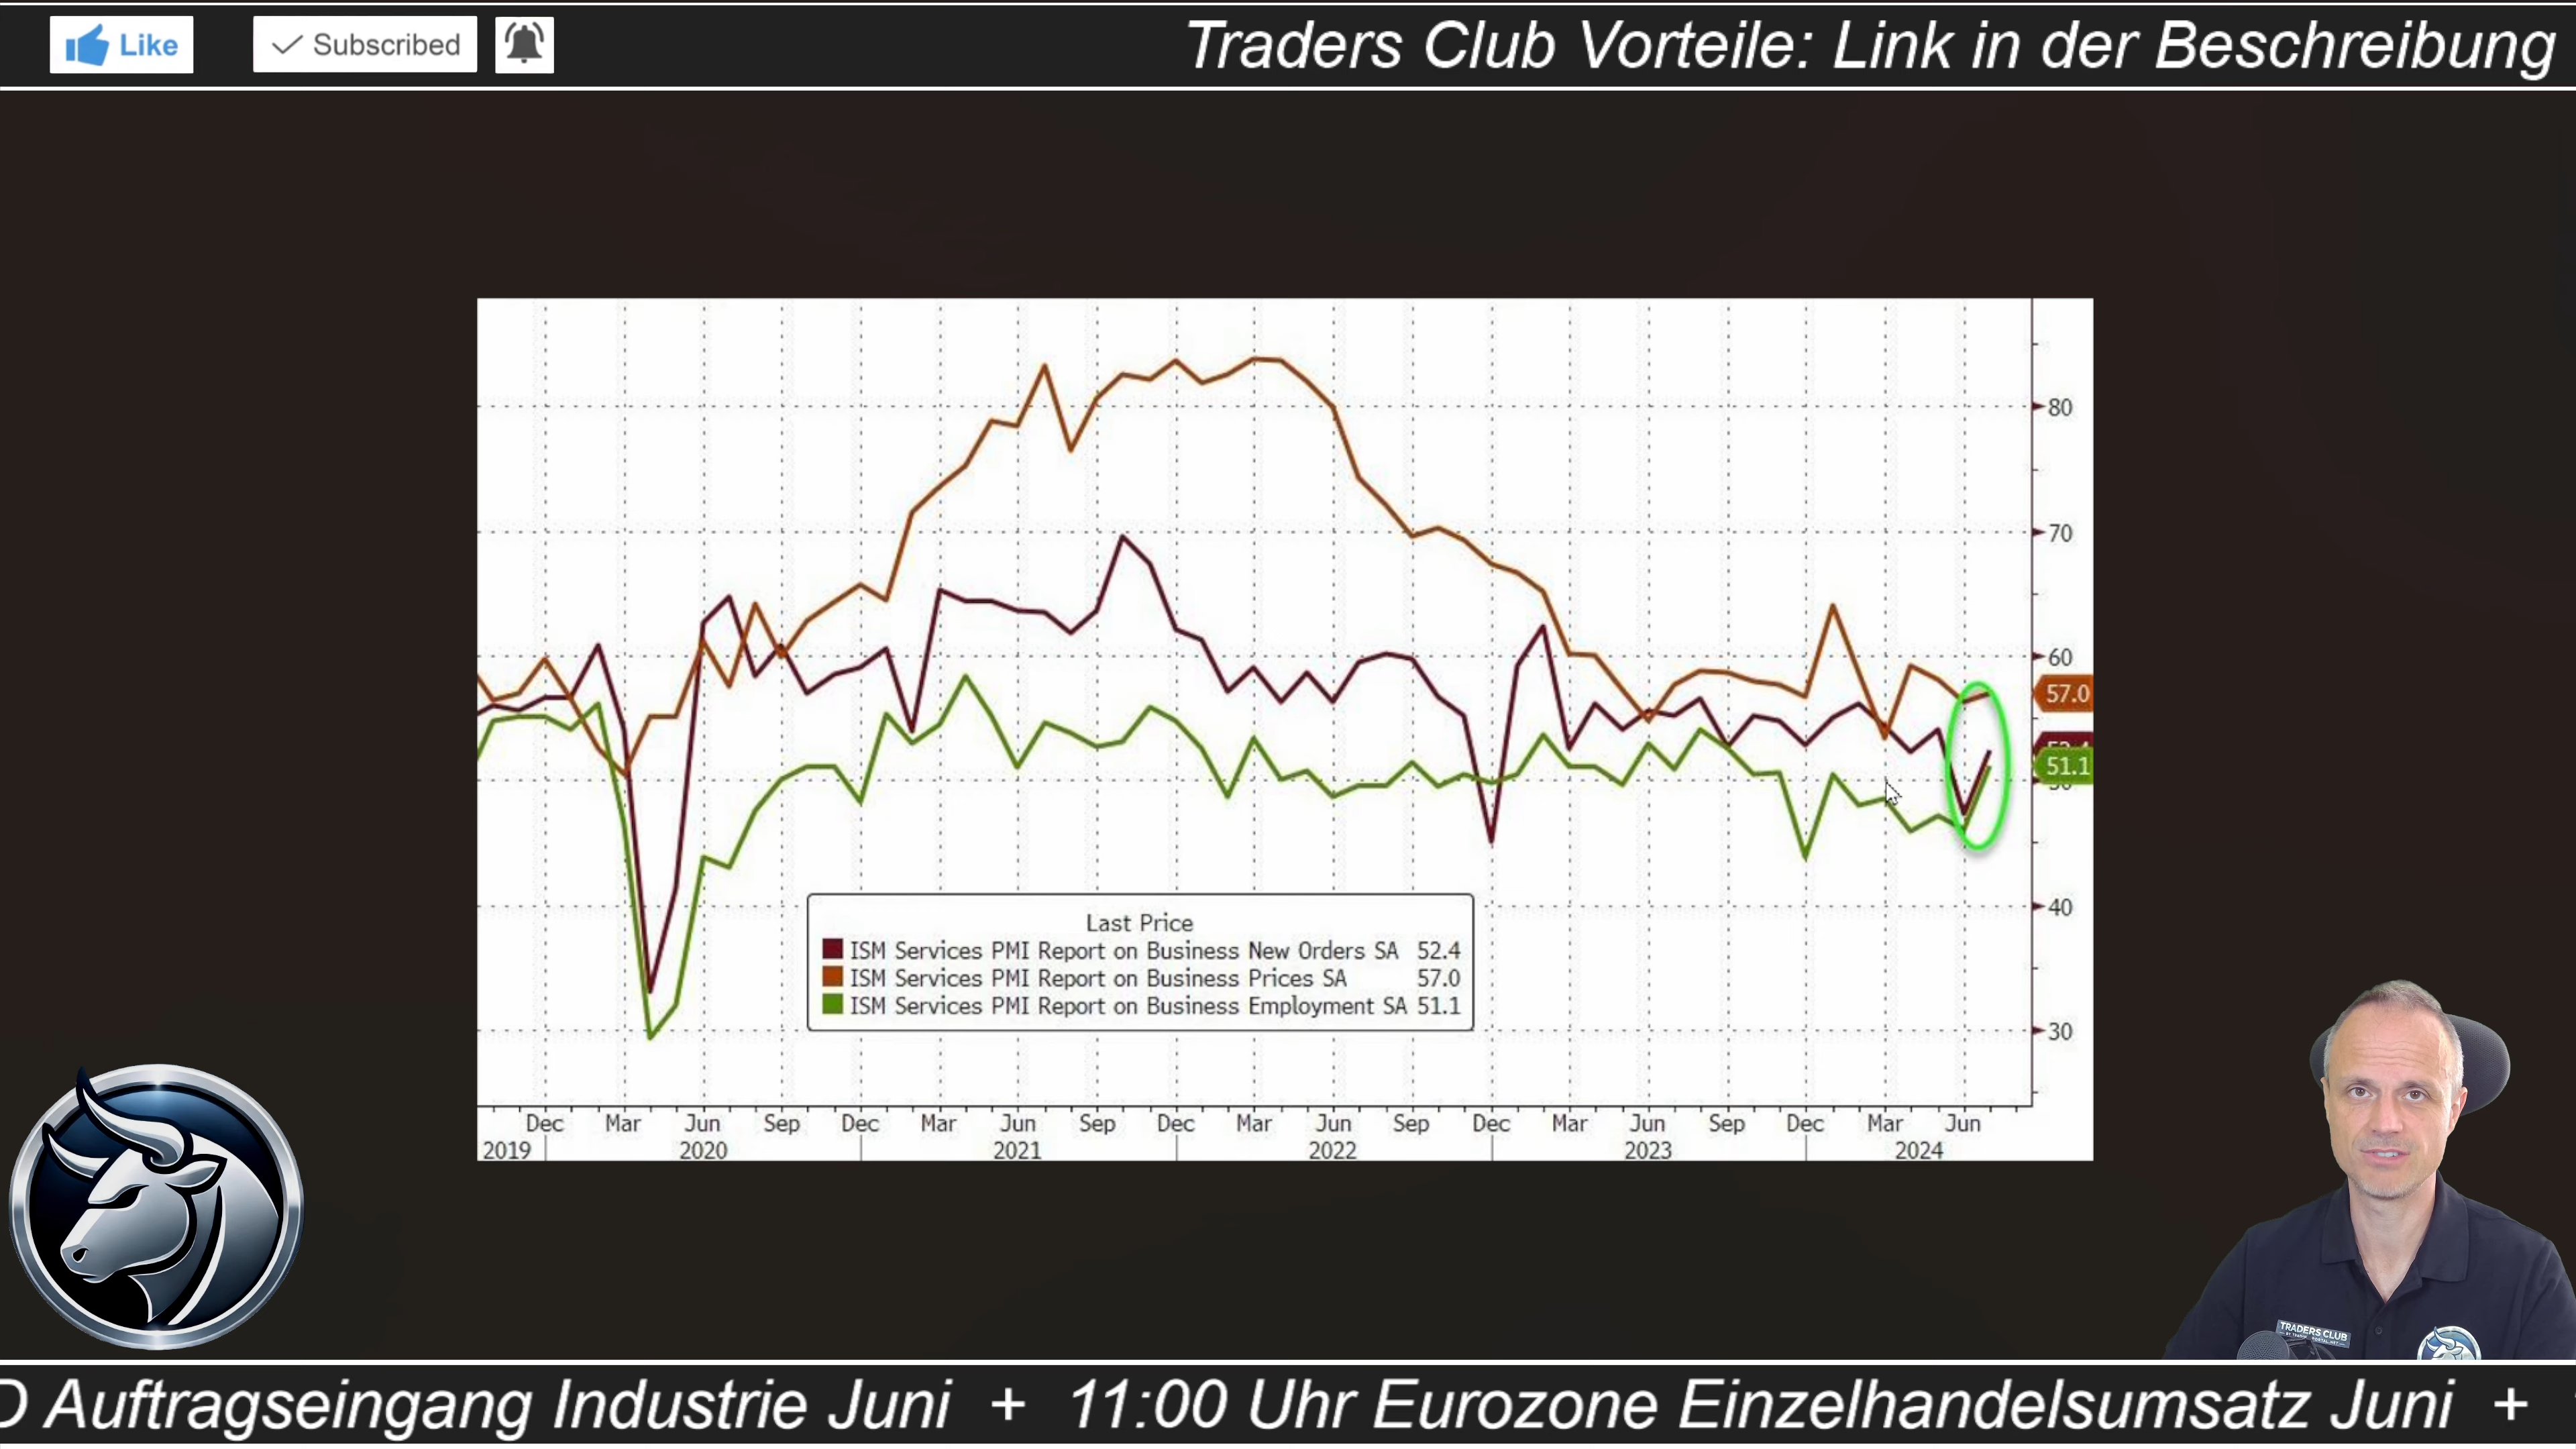 Like
Subscribed
Traders Club Vorteile: Link in der Beschreibung
80
70
60
57.0
51.1
50
40
30
Last Price
ISM Services PMI Report on Business New Orders SA 52.4
ISM Services PMI Report on Business Prices SA 57.0
ISM Services PMI Report on Business Employment SA 51.1
Dec Mar Jun Sep Dec Mar Jun Sep Dec Mar Jun Sep Dec Mar Jun Sep Dec Mar Jun
2019 2020 2021 2022 2023 2024
TRADERS CLUB
D Auftragseingang Industrie Juni + 11:00 Uhr Eurozone Einzelhandelsumsatz Juni +